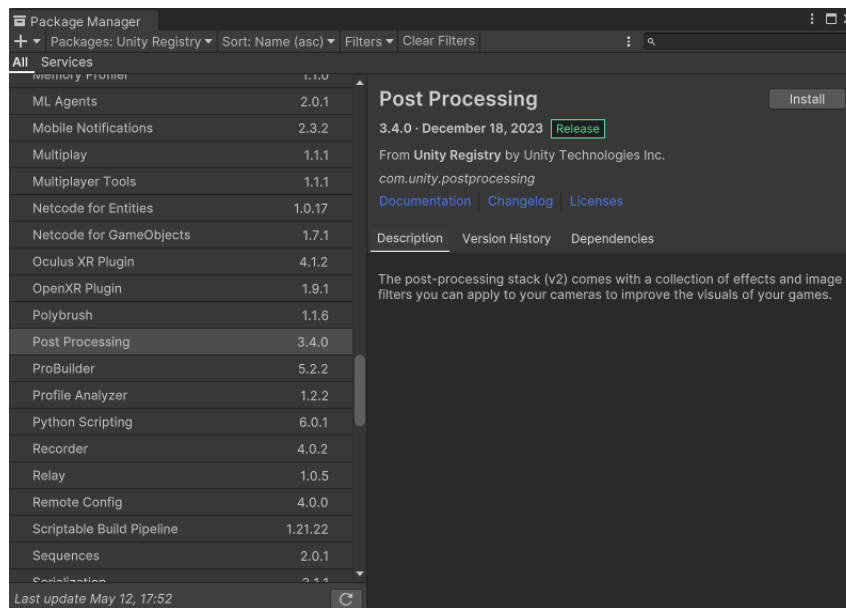 Package Manager
Packages: Unity Registry Sort: Name (asc) Filters Clear Filters
All Services
Memory Profiler 1.1.0
ML Agents 2.0.1
Mobile Notifications 2.3.2
Multiplay 1.1.1
Multiplayer Tools 1.1.1
Netcode for Entities 1.0.17
Netcode for GameObjects 1.7.1
Oculus XR Plugin 4.1.2
OpenXR Plugin 1.9.1
Polybrush 1.1.6
Post Processing 3.4.0
ProBuilder 5.2.2
Profile Analyzer 1.2.2
Python Scripting 6.0.1
Recorder 4.0.2
Relay 1.0.5
Remote Config 4.0.0
Scriptable Build Pipeline 1.21.22
Sequences 2.0.1
Serialization
Last update May 12, 17:52
Post Processing
Install
3.4.0 · December 18, 2023 Release
From Unity Registry by Unity Technologies Inc.
com.unity.postprocessing
Documentation Changelog Licenses
Description Version History Dependencies
The post-processing stack (v2) comes with a collection of effects and image
filters you can apply to your cameras to improve the visuals of your games.